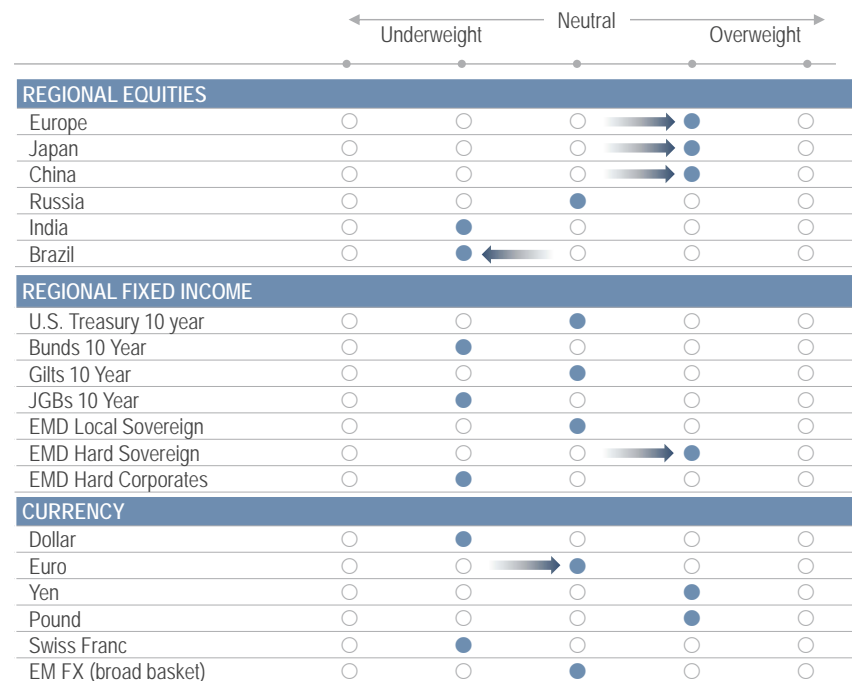 Neutral
Underweight Overweight
REGIONAL EQUITIES
Europe
Japan
China
Russia
India
Brazil
REGIONAL FIXED INCOME
U.S. Treasury 10 year
Bunds 10 Year
Gilts 10 Year
JGBs 10 Year
EMD Local Sovereign
EMD Hard Sovereign
EMD Hard Corporates
CURRENCY
Dollar
Euro
Yen
Pound
Swiss Franc
EM FX (broad basket)